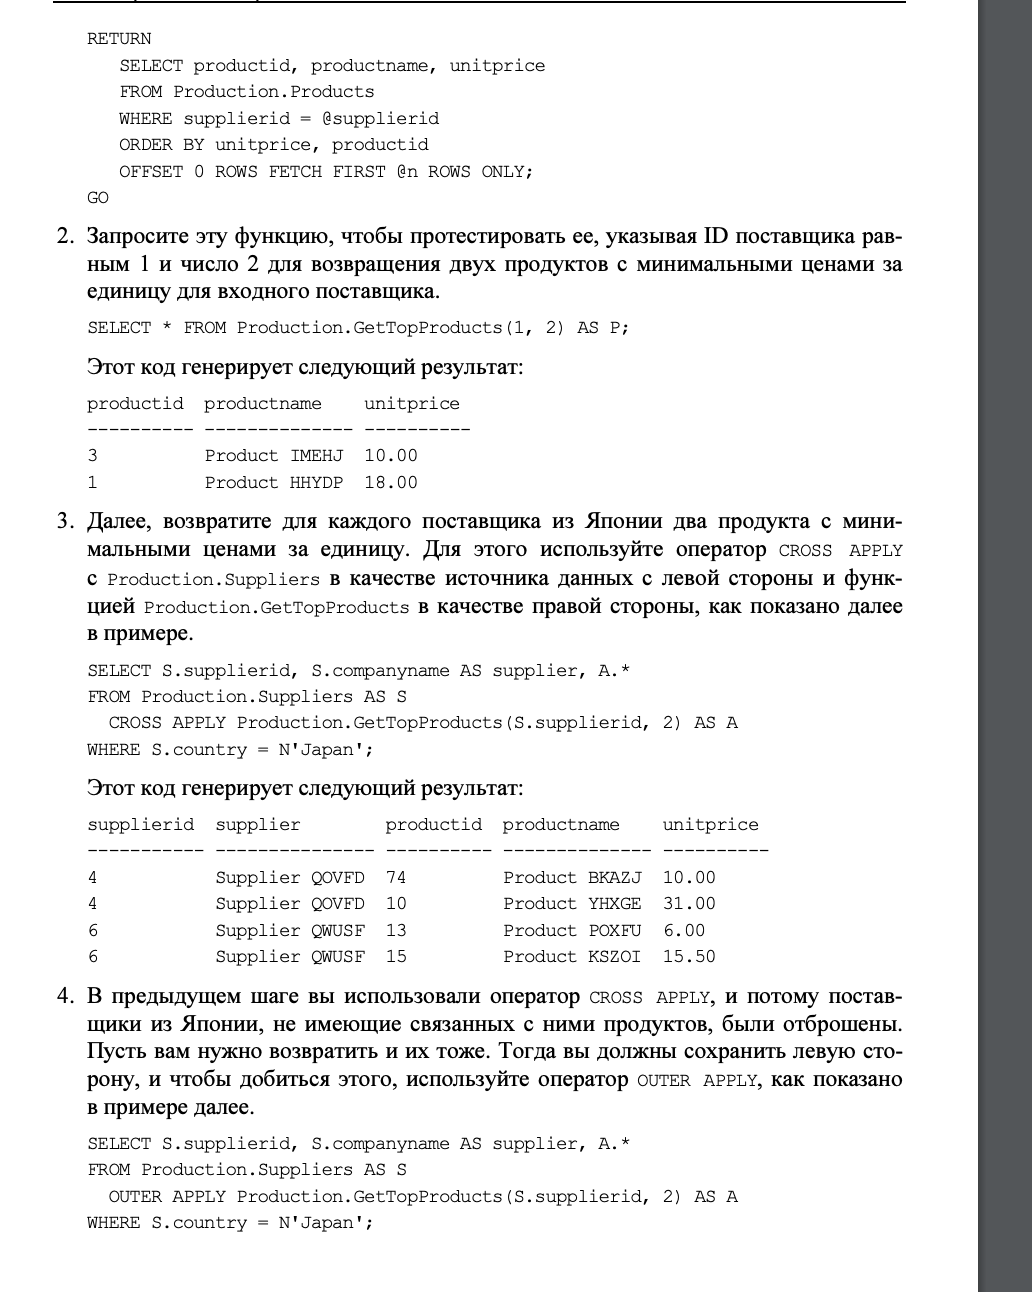 RETURN
SELECT productid, productname, unitprice
FROM Production.Products
WHERE supplierid = @supplierid
ORDER BY unitprice, productid
OFFSET 0 ROWS FETCH FIRST @n ROWS ONLY;
GO
2. Запросите эту функцию, чтобы протестировать ее, указывая ID поставщика рав-
ным 1 и число 2 для возвращения двух продуктов с минимальными ценами за
единицу для входного поставщика.
SELECT * FROM Production.GetTopProducts(1, 2) AS P;
Этот код генерирует следующий результат:
productid productname unitprice
---------- -------------- ----------
3 Product IMEHJ 10.00
1 Product HHYDP 18.00
3. Далее, возвратите для каждого поставщика из Японии два продукта с мини-
мальными ценами за единицу. Для этого используйте оператор CROSS APPLY
с Production.Suppliers в качестве источника данных с левой стороны и функ-
цией Production.GetTopProducts в качестве правой стороны, как показано далее
в примере.
SELECT S.supplierid, S.companyname AS supplier, A.*
FROM Production.Suppliers AS S
CROSS APPLY Production.GetTopProducts(S.supplierid, 2) AS A
WHERE S.country = N'Japan';
Этот код генерирует следующий результат:
supplierid supplier productid productname unitprice
----------- --------------- ---------- -------------- ----------
4 Supplier QOVFD 74 Product BKAZJ 10.00
4 Supplier QOVFD 10 Product YHXGE 31.00
6 Supplier QWUSF 13 Product POXFU 6.00
6 Supplier QWUSF 15 Product KSZOI 15.50
4. В предыдущем шаге вы использовали оператор CROSS APPLY, и потому постав-
щики из Японии, не имеющие связанных с ними продуктов, были отброшены.
Пусть вам нужно возвратить и их тоже. Тогда вы должны сохранить левую сто-
рону, и чтобы добиться этого, используйте оператор OUTER APPLY, как показано
в примере далее.
SELECT S.supplierid, S.companyname AS supplier, A.*
FROM Production.Suppliers AS S
OUTER APPLY Production.GetTopProducts(S.supplierid, 2) AS A
WHERE S.country = N'Japan';